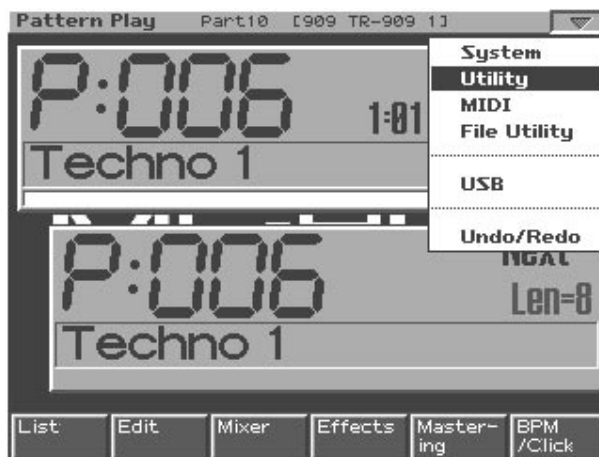 Pattern Play Part10 [909 TR-909 1]
P:006
1:01
Techno 1
System
Utility
MIDI
File Utility
USB
Undo/Redo
P:006
Next
Len=8
Techno 1
List
Edit
Mixer
Effects
Master-
ing
BPM
/Click